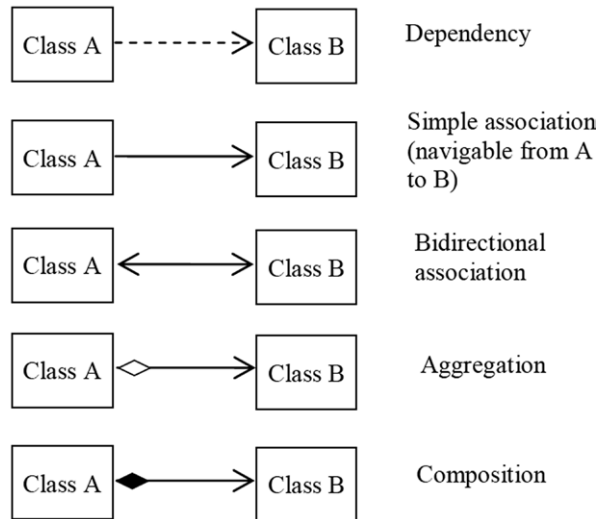 Class A
Class B
Dependency
Class A
Class B
Simple association
(navigable from A
to B)
Class A
Class B
Bidirectional
association
Class A
Class B
Aggregation
Class A
Class B
Composition